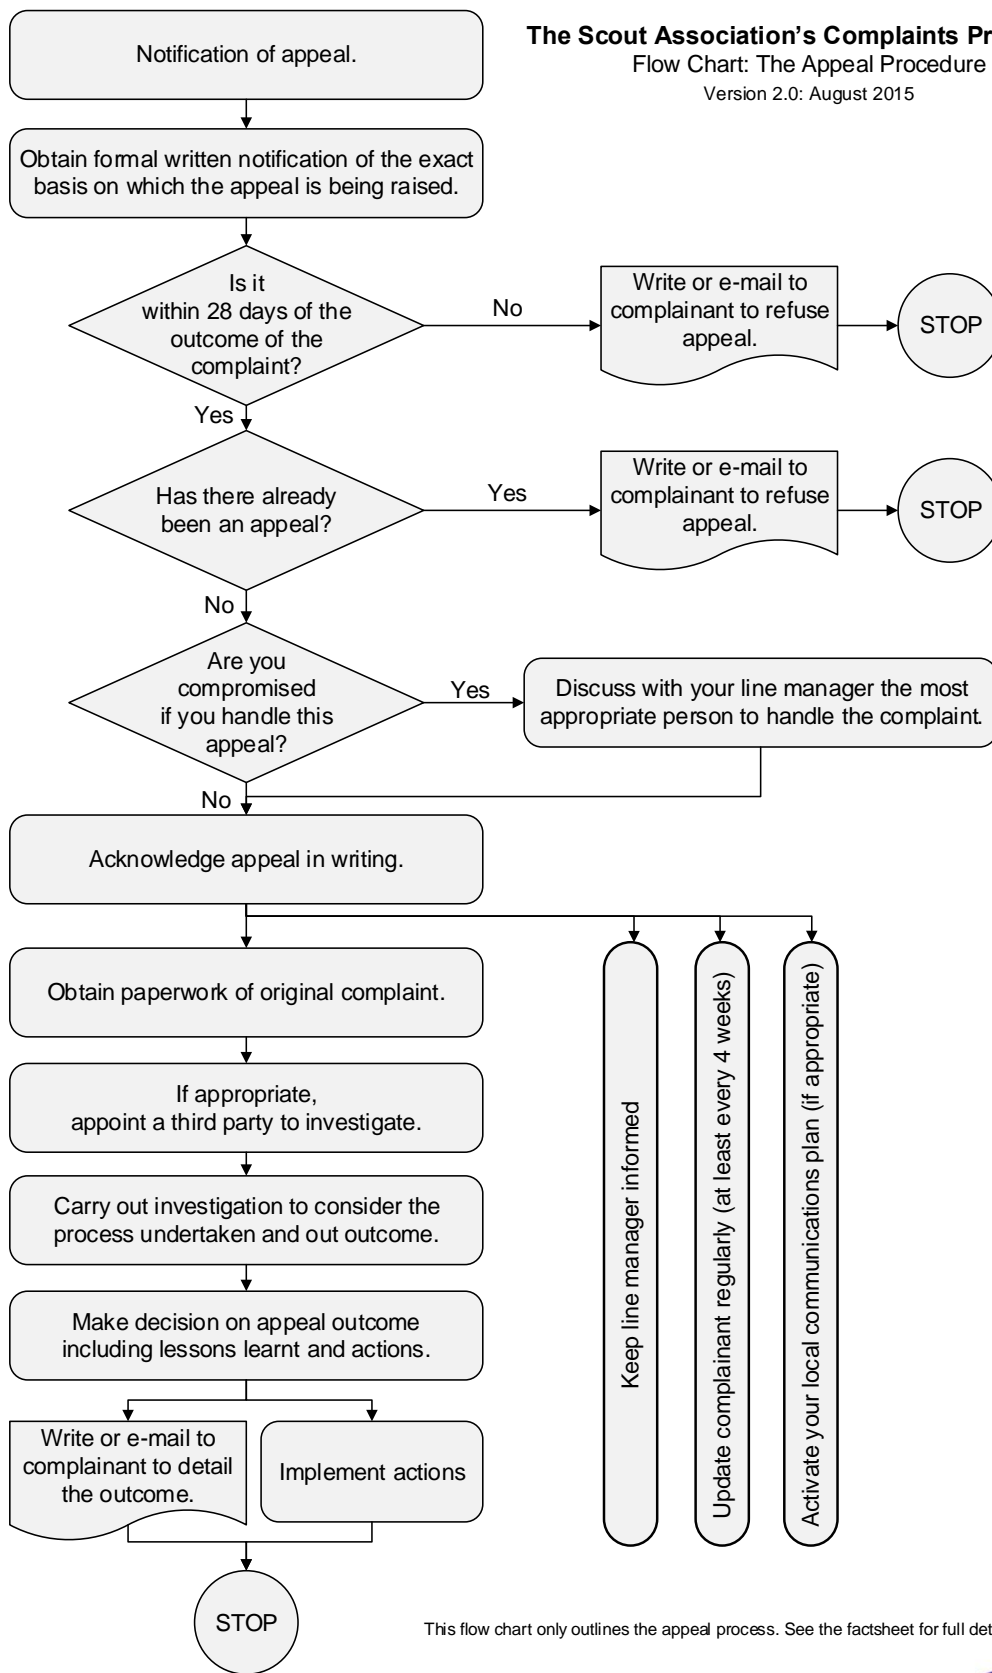 Notification of appeal.
The Scout Association's Complaints
Flow Chart: The Appeal Procedure
Version 2.0: August 2015
Obtain formal written notification of the exact
basis on which the appeal is being raised.
Is it
within 28 days of the
outcome of the
complaint?
No
Write or e-mail to
complainant to refuse
appeal.
STOP
Yes
Has there already
been an appeal?
Yes
Write or e-mail to
complainant to refuse
appeal.
STOP
No
Are you
compromised
if you handle this
appeal?
Yes
Discuss with your line manager the most
appropriate person to handle the complaint.
No
Acknowledge appeal in writing.
Obtain paperwork of original complaint.
If appropriate,
appoint a third party to investigate.
Carry out investigation to consider the
process undertaken and out outcome.
Make decision on appeal outcome
including lessons learnt and actions.
Write or e-mail to
complainant to detail
the outcome.
Implement actions
STOP
Keep line manager informed
Update complainant regularly (at least every 4 weeks)
Activate your local communications plan (if appropriate)
This flow chart only outlines the appeal process. See the factsheet for full